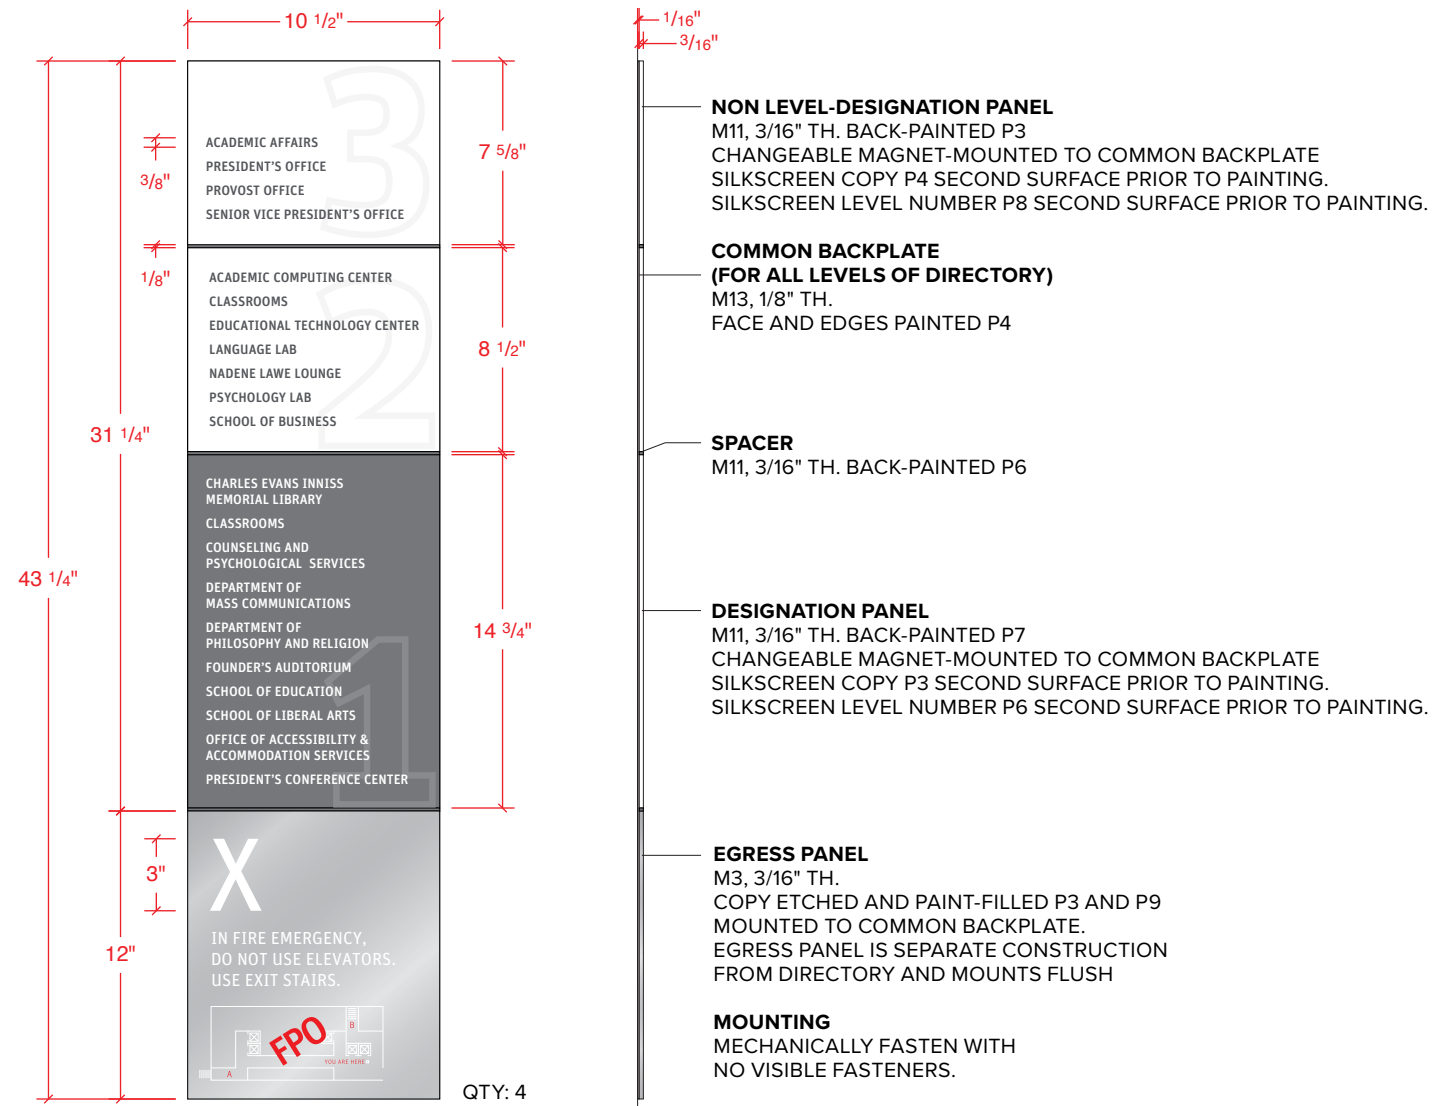 10 1/2"
1/16"
3/16"
3
ACADEMIC AFFAIRS
PRESIDENT'S OFFICE
PROVOST OFFICE
SENIOR VICE PRESIDENT'S OFFICE
3/8"
7 5/8"
1/8"
2
ACADEMIC COMPUTING CENTER
CLASSROOMS
EDUCATIONAL TECHNOLOGY CENTER
LANGUAGE LAB
NADENE LAWE LOUNGE
PSYCHOLOGY LAB
SCHOOL OF BUSINESS
8 1/2"
31 1/4"
43 1/4"
CHARLES EVANS INNISS
MEMORIAL LIBRARY
CLASSROOMS
COUNSELING AND
PSYCHOLOGICAL SERVICES
DEPARTMENT OF
MASS COMMUNICATIONS
DEPARTMENT OF
PHILOSOPHY AND RELIGION
FOUNDER'S AUDITORIUM
SCHOOL OF EDUCATION
SCHOOL OF LIBERAL ARTS
OFFICE OF ACCESSIBILITY &
ACCOMMODATION SERVICES
PRESIDENT'S CONFERENCE CENTER
1
14 3/4"
X
3"
12"
IN FIRE EMERGENCY,
DO NOT USE ELEVATORS.
USE EXIT STAIRS.
FPO
B
YOU ARE HERE
A
QTY: 4
NON LEVEL-DESIGNATION PANEL
M11, 3/16" TH. BACK-PAINTED P3
CHANGEABLE MAGNET-MOUNTED TO COMMON BACKPLATE
SILKSCREEN COPY P4 SECOND SURFACE PRIOR TO PAINTING.
SILKSCREEN LEVEL NUMBER P8 SECOND SURFACE PRIOR TO PAINTING.
COMMON BACKPLATE
(FOR ALL LEVELS OF DIRECTORY)
M13, 1/8" TH.
FACE AND EDGES PAINTED P4
SPACER
M11, 3/16" TH. BACK-PAINTED P6
DESIGNATION PANEL
M11, 3/16" TH. BACK-PAINTED P7
CHANGEABLE MAGNET-MOUNTED TO COMMON BACKPLATE
SILKSCREEN COPY P3 SECOND SURFACE PRIOR TO PAINTING.
SILKSCREEN LEVEL NUMBER P6 SECOND SURFACE PRIOR TO PAINTING.
EGRESS PANEL
M3, 3/16" TH.
COPY ETCHED AND PAINT-FILLED P3 AND P9
MOUNTED TO COMMON BACKPLATE.
EGRESS PANEL IS SEPARATE CONSTRUCTION
FROM DIRECTORY AND MOUNTS FLUSH
MOUNTING
MECHANICALLY FASTEN WITH
NO VISIBLE FASTENERS.